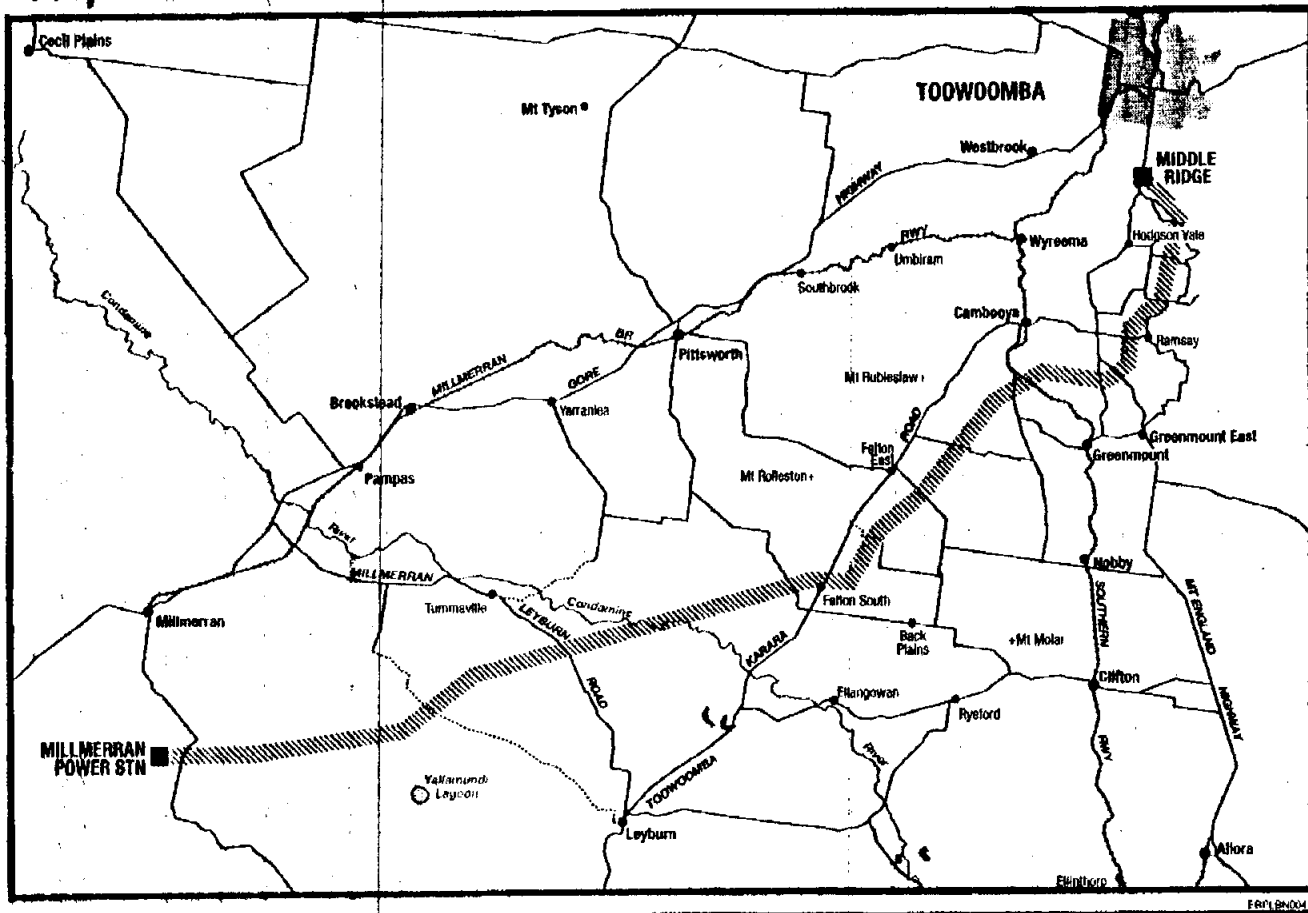 Cecil Plains
Mt Tyson
TOOWOOMBA
Westbrook
MIDDLE
RIDGE
HIGHWAY
RWY
Wyreema
Hodgson Vale
Umbiram
Southbrook
Condamine
Cambooya
BR
Pittsworth
Ramsay
MILLMERRAN
GORE
Mt Rubieslaw
Brookstead
Yarranlea
ROAD
Greenmount East
Felton
East
Greenmount
Pampas
Mt Rolleston
River
Nobby
MILLMERRAN
Tummaville
LEYBURN
Condamine
Felton South
SOUTHERN
MT ENGLAND
Millmerran
Back
Plains
Mt Molar
KARARA
ROAD
Clifton
Ellangowan
Ryeford
HIGHWAY
MILLMERRAN
POWER STN
River
RWY
TOOWOOMBA
Yallamundi
Lagoon
Leyburn
Allora
Ellinthorp